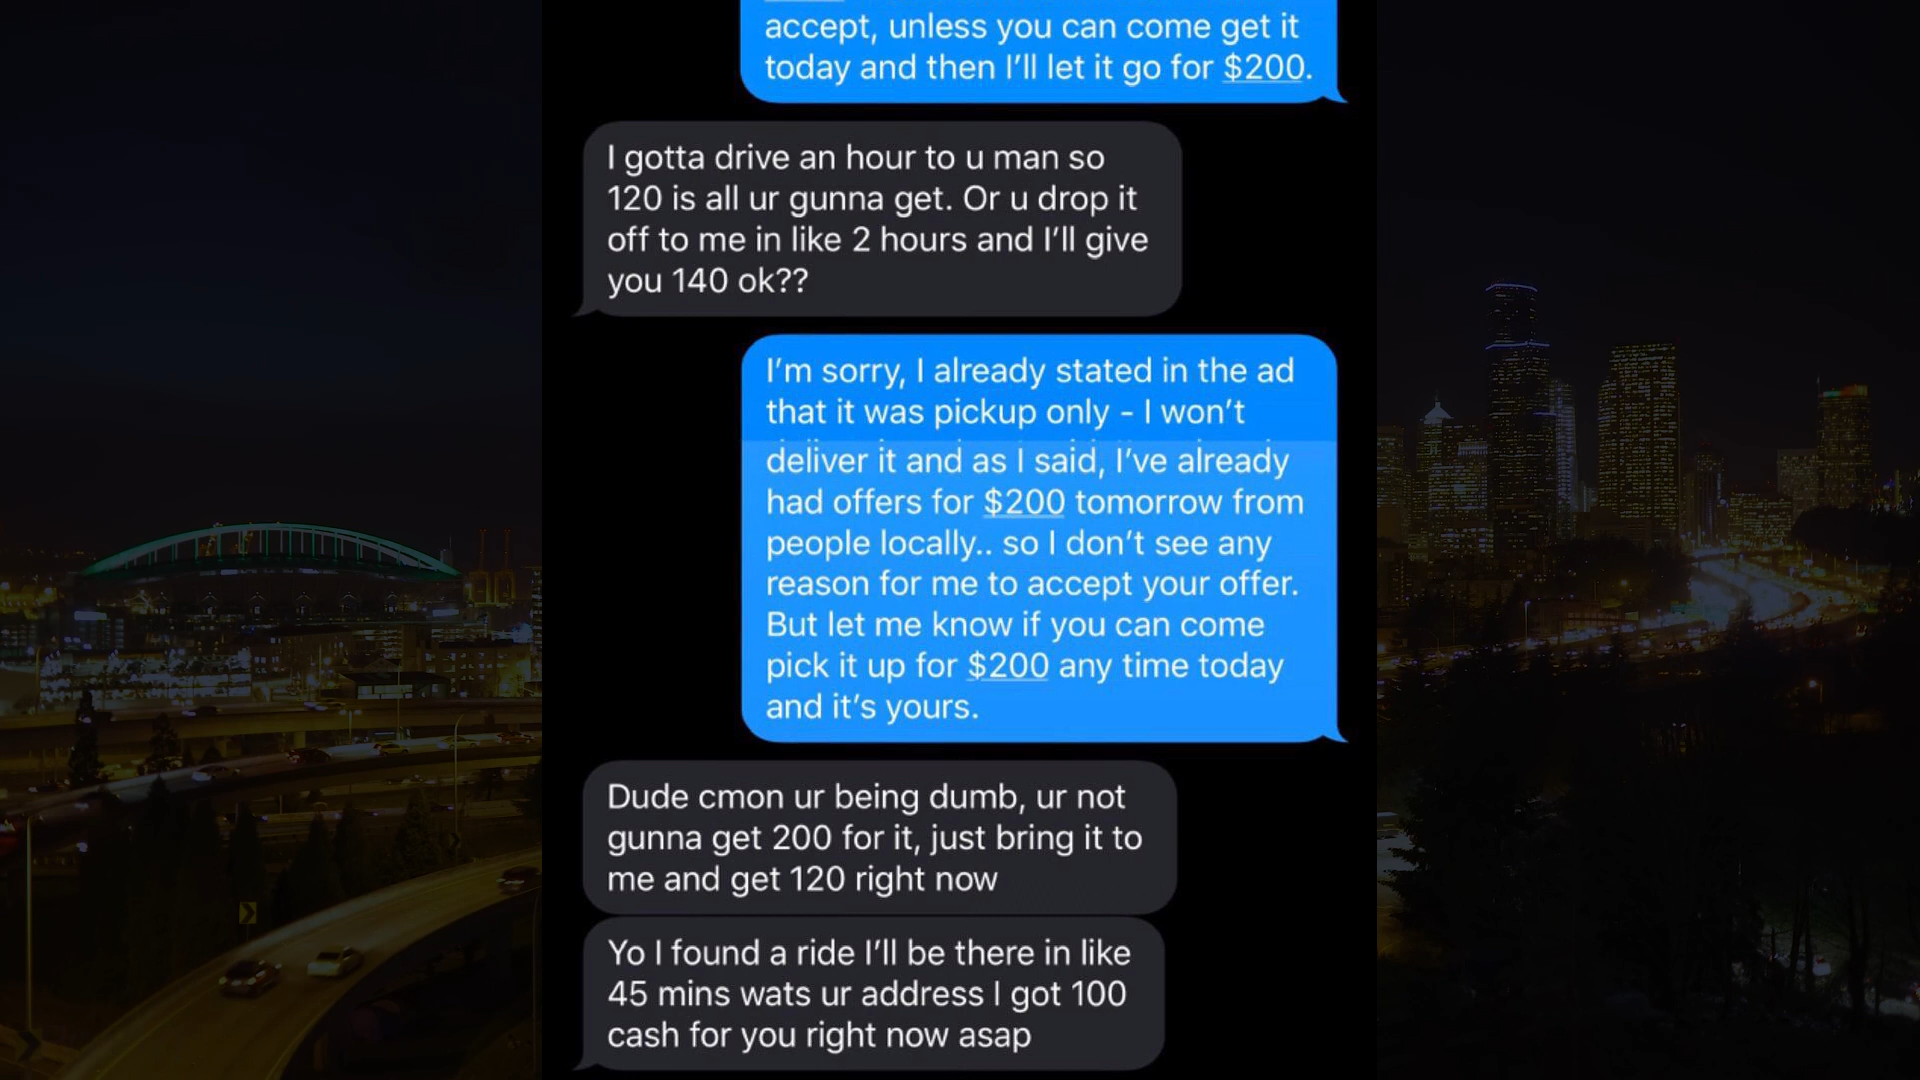 accept, unless you can come get it
today and then I'll let it go for $200.
I gotta drive an hour to u man so
120 is all ur gunna get. Or u drop it
off to me in like 2 hours and I'll give
you 140 ok??
I'm sorry, I already stated in the ad
that it was pickup only - I won't
deliver it and as I said, I've already
had offers for $200 tomorrow from
people locally.. so I don't see any
reason for me to accept your offer.
But let me know if you can come
pick it up for $200 any time today
and it's yours.
Dude cmon ur being dumb, ur not
gunna get 200 for it, just bring it to
me and get 120 right now
Yo I found a ride I'll be there in like
45 mins wats ur address I got 100
cash for you right now asap